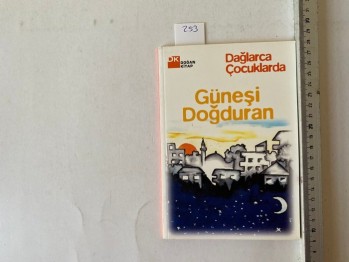 253
DK
DOĞAN
KİTAP
Dağlarca
Çocuklarda
Güneşi
Doğduran